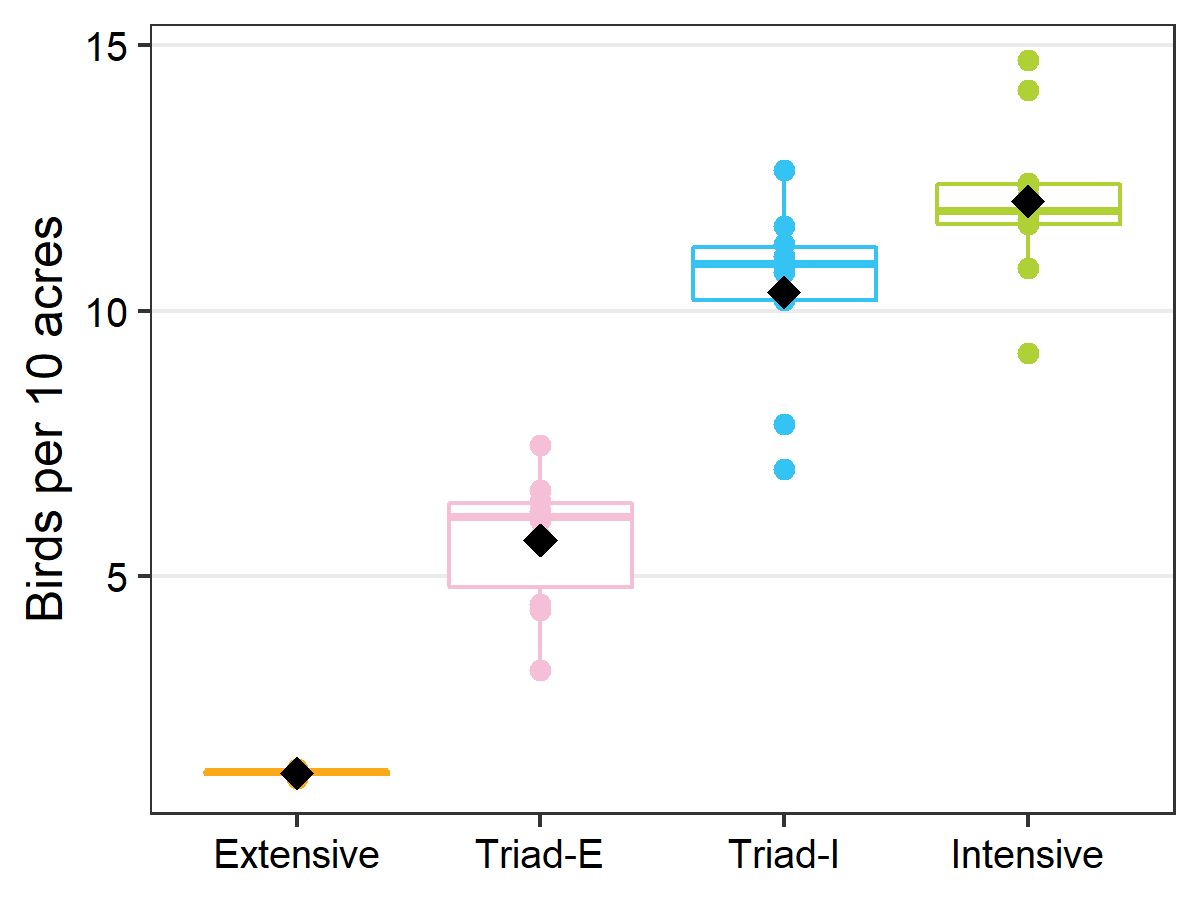 Birds per 10 acres
15
10
5
Extensive
Triad-E
Triad-I
Intensive